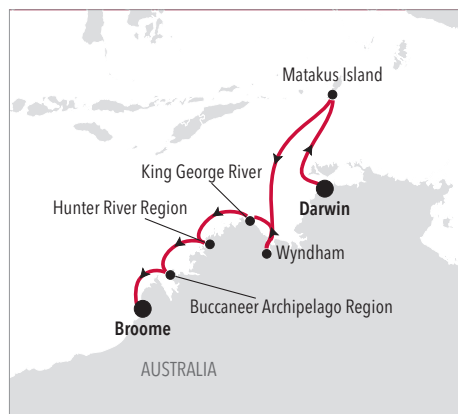 Matakus Island
King George River
Darwin
Hunter River Region
Wyndham
Buccaneer Archipelago Region
Broome
AUSTRALIA